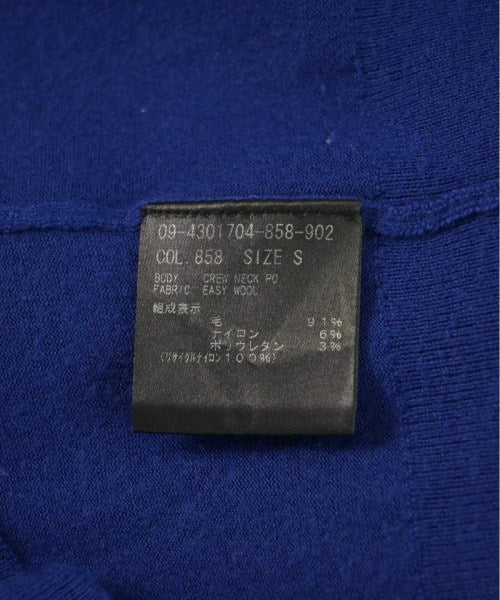 09-4301704-858-902
COL. 858 SIZE S
BODY CREW NECK PO
FABRIC EASY WOOL
組成表示
毛 91%
ナイロン 6%
ポリウレタン 3%
(リサイクルナイロン100%)